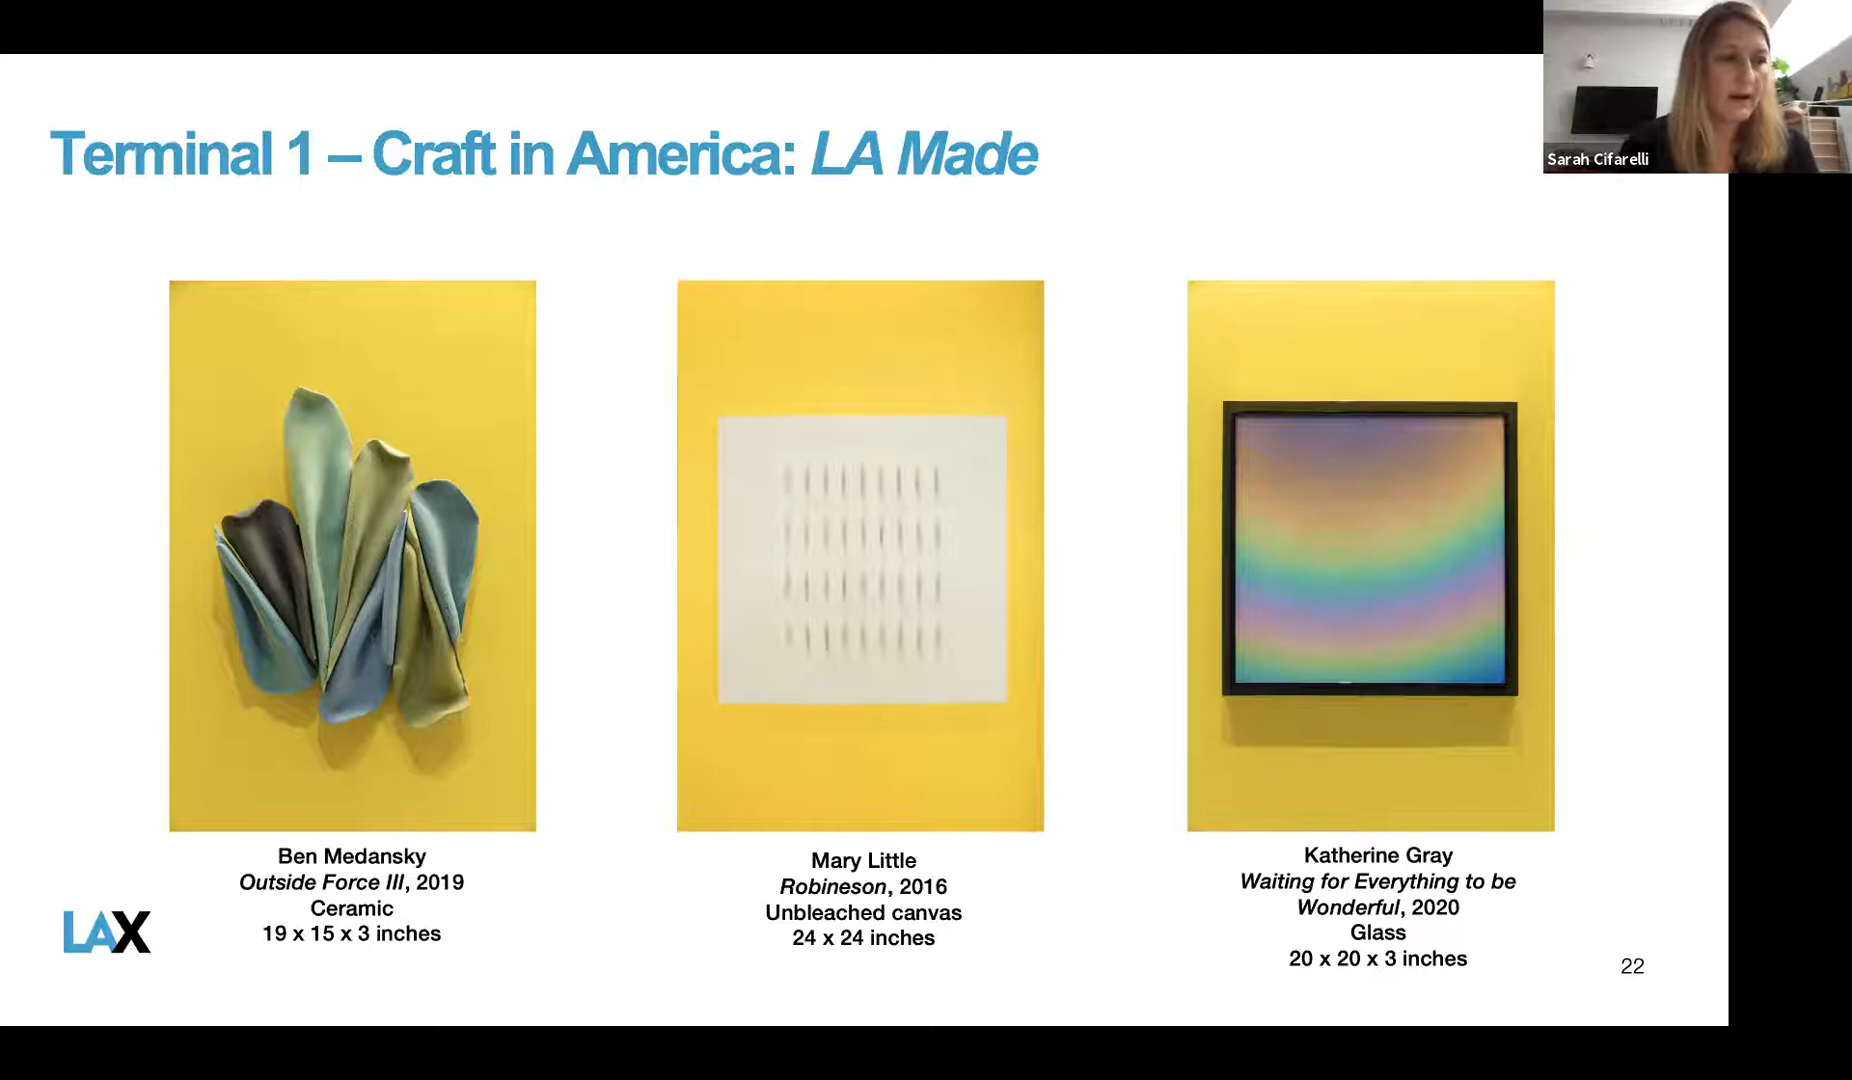 Sarah Cifarelli
Terminal 1 – Craft in America: LA Made
Ben Medansky
Outside Force III, 2019
Ceramic
19 x 15 x 3 inches
Mary Little
Robineson, 2016
Unbleached canvas
24 x 24 inches
Katherine Gray
Waiting for Everything to be
Wonderful, 2020
Glass
20 x 20 x 3 inches
LAX
22